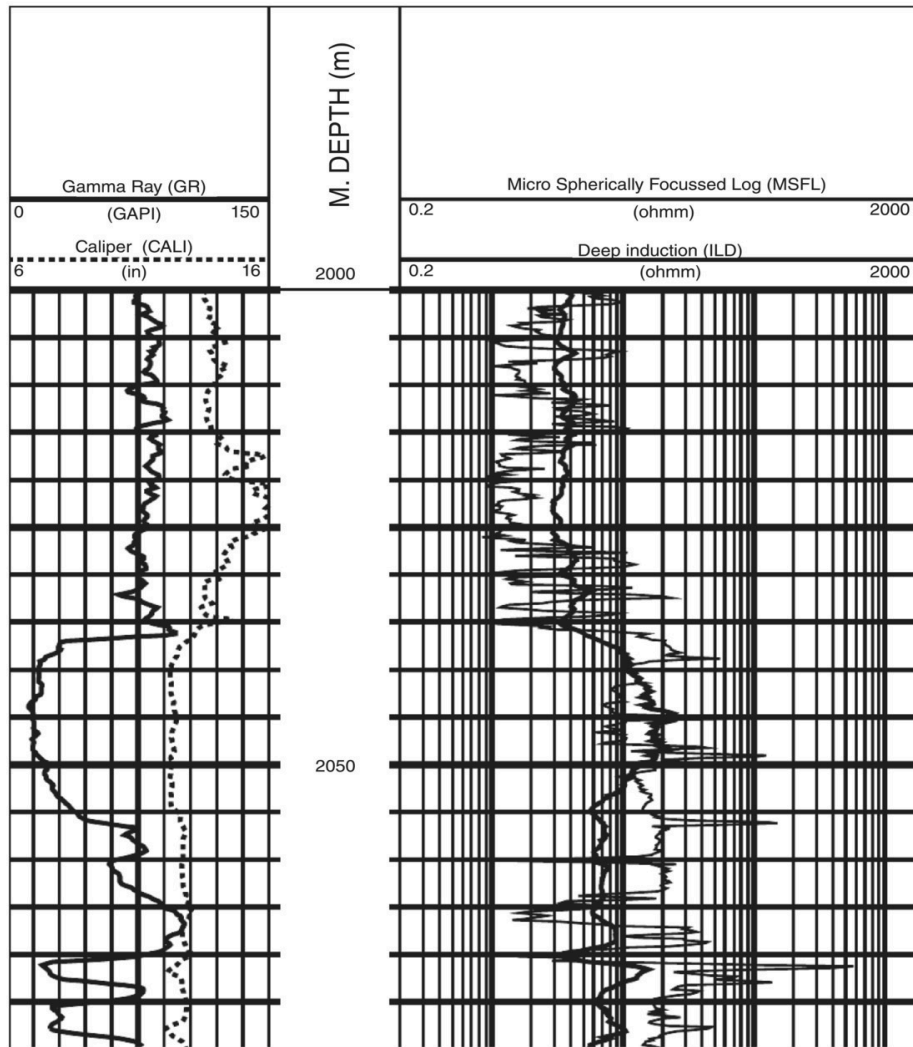 M. DEPTH (m)
Gamma Ray (GR)
0 (GAPI) 150
Caliper (CALI)
6 (in) 16
Micro Spherically Focussed Log (MSFL)
0.2 (ohmm) 2000
Deep induction (ILD)
0.2 (ohmm) 2000
2000
2050